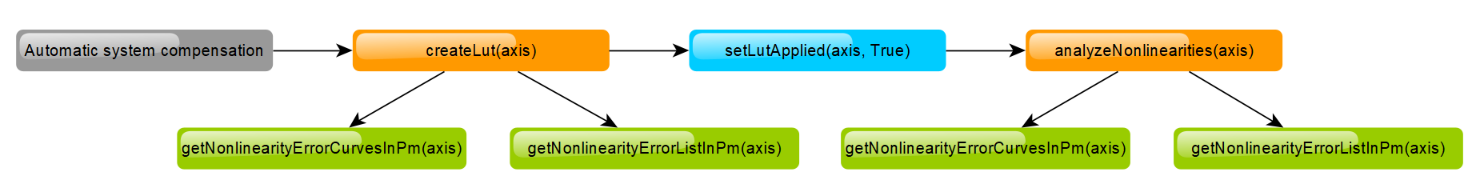 Automatic system compensation
createLut(axis)
setLutApplied(axis, True)
analyzeNonlinearities(axis)
getNonlinearityErrorCurvesInPm(axis)
getNonlinearityErrorListInPm(axis)
getNonlinearityErrorCurvesInPm(axis)
getNonlinearityErrorListInPm(axis)